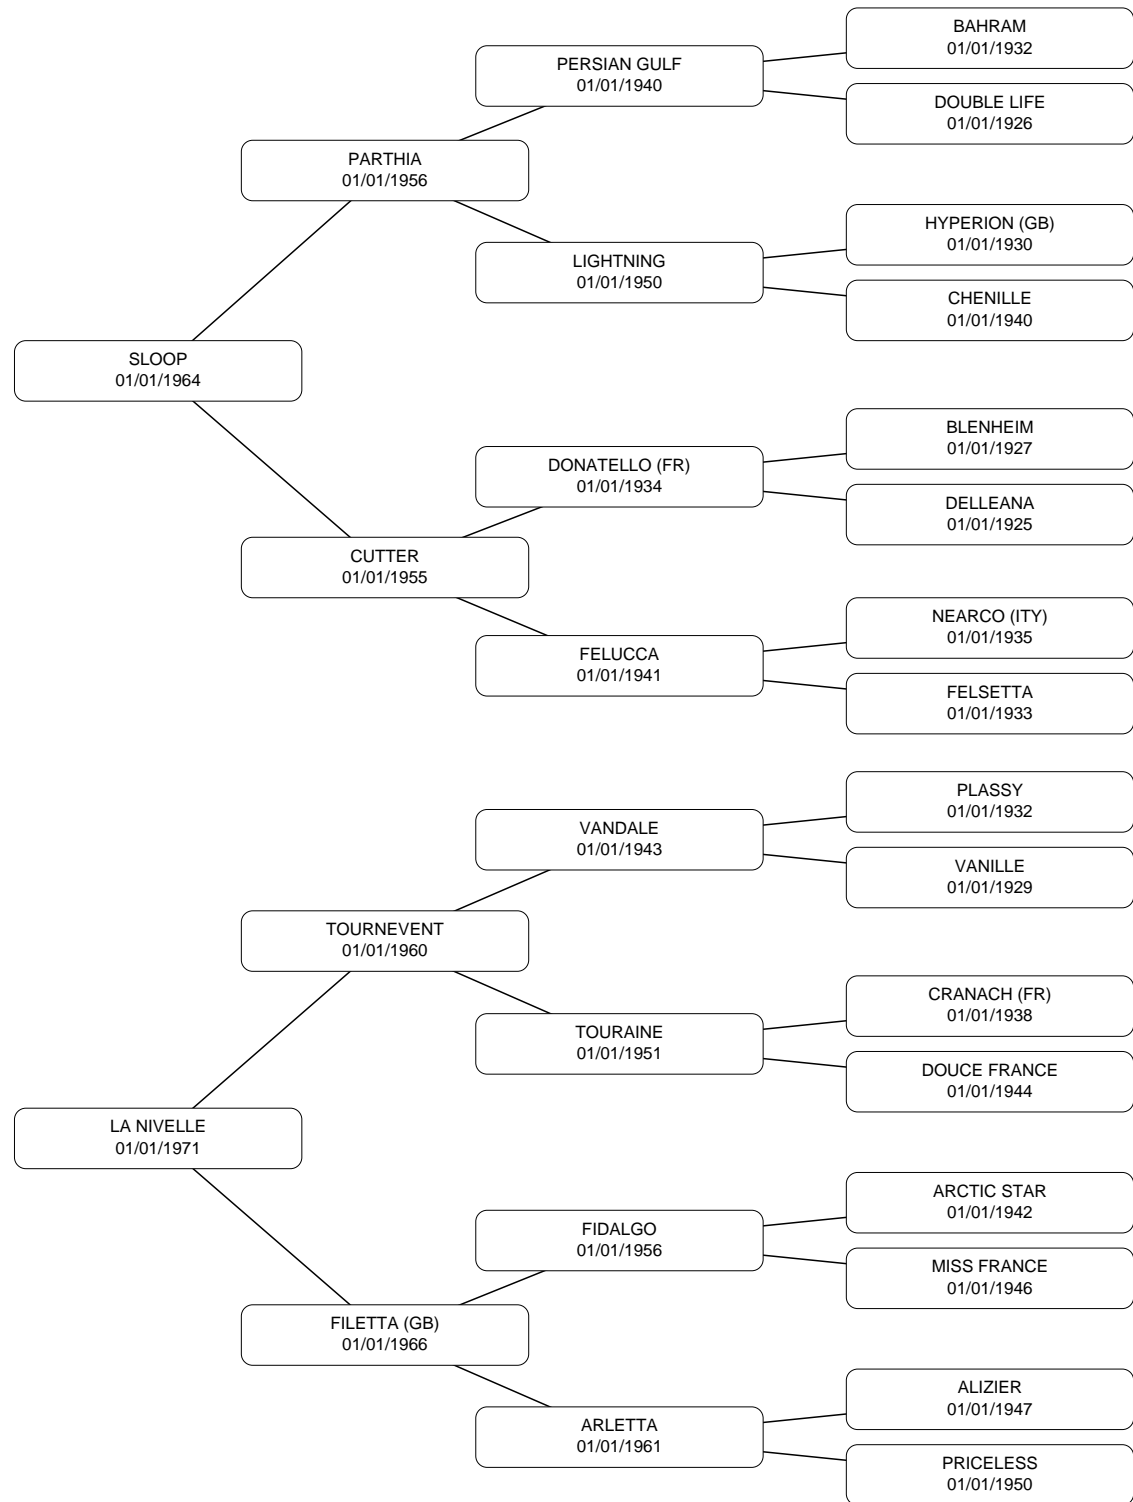 BAHRAM
01/01/1932
PERSIAN GULF
01/01/1940
DOUBLE LIFE
01/01/1926
PARTHIA
01/01/1956
HYPERION (GB)
01/01/1930
LIGHTNING
01/01/1950
CHENILLE
01/01/1940
SLOOP
01/01/1964
BLENHEIM
01/01/1927
DONATELLO (FR)
01/01/1934
DELLEANA
01/01/1925
CUTTER
01/01/1955
NEARCO (ITY)
01/01/1935
FELUCCA
01/01/1941
FELSETTA
01/01/1933
PLASSY
01/01/1932
VANDALE
01/01/1943
VANILLE
01/01/1929
TOURNEVENT
01/01/1960
CRANACH (FR)
01/01/1938
TOURAINE
01/01/1951
DOUCE FRANCE
01/01/1944
LA NIVELLE
01/01/1971
ARCTIC STAR
01/01/1942
FIDALGO
01/01/1956
MISS FRANCE
01/01/1946
FILETTA (GB)
01/01/1966
ALIZIER
01/01/1947
ARLETTA
01/01/1961
PRICELESS
01/01/1950